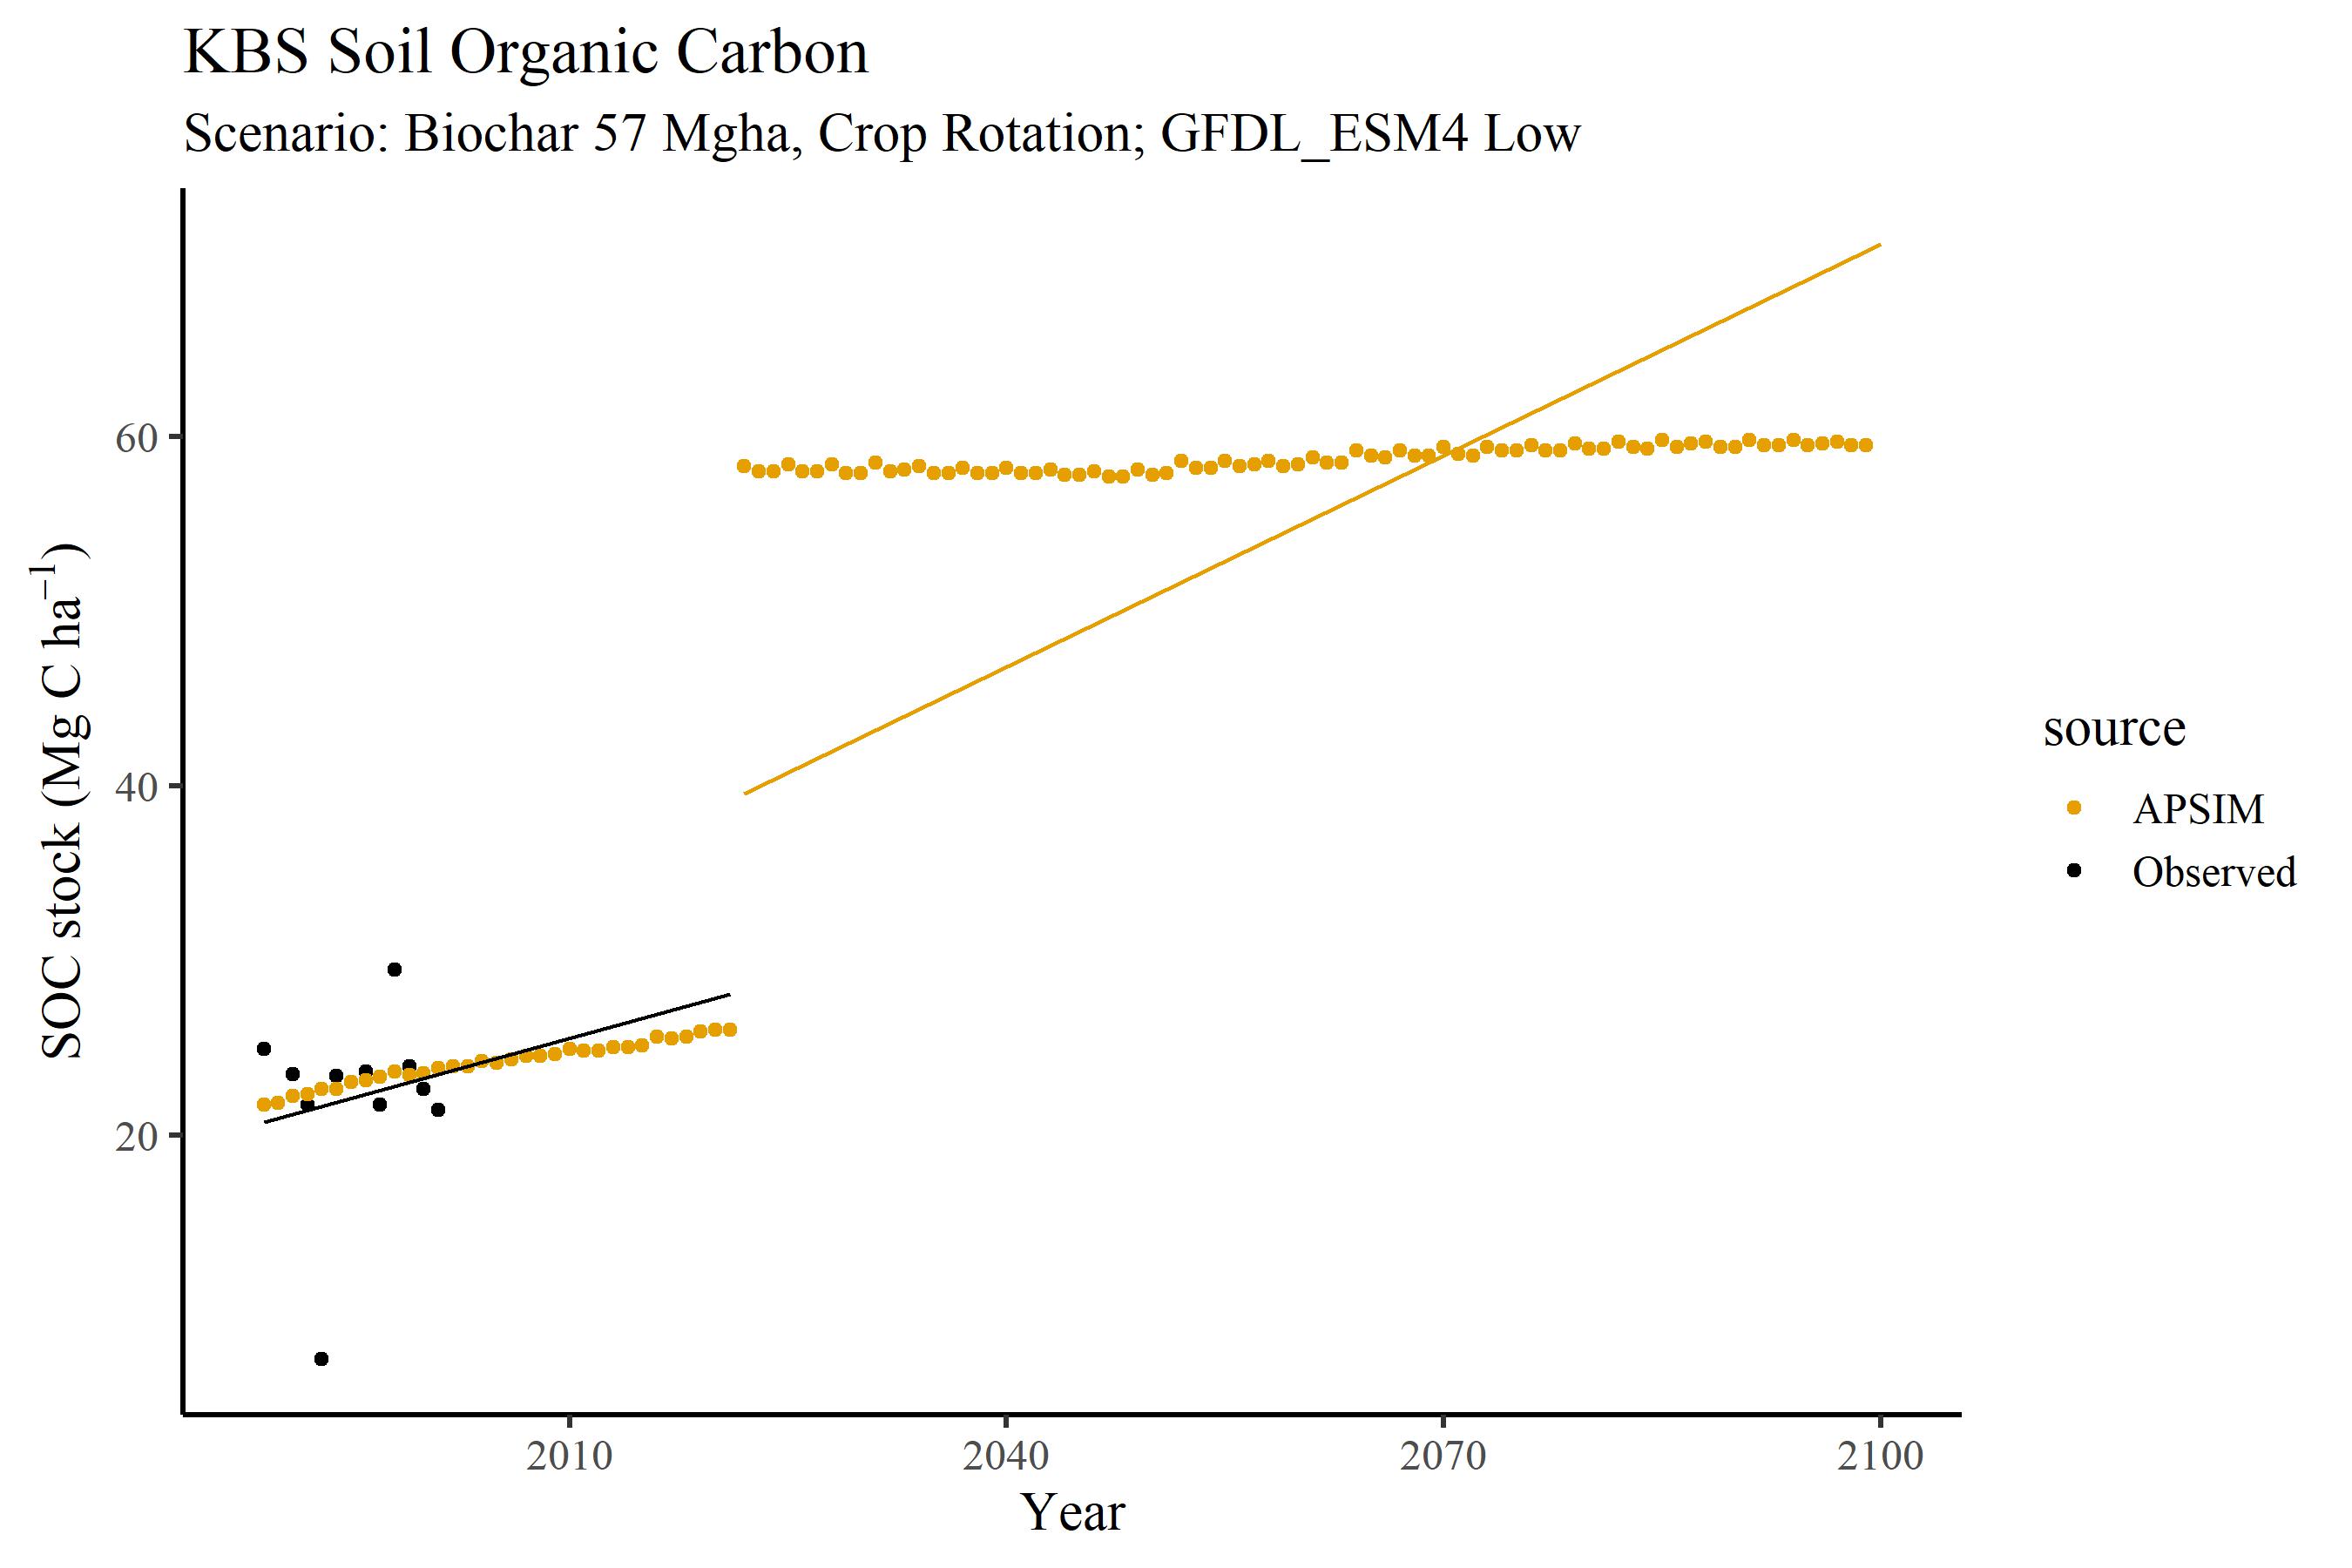 KBS Soil Organic Carbon
Scenario: Biochar 57 Mgha, Crop Rotation; GFDL_ESM4 Low
SOC stock (Mg C ha⁻¹)
60
40
20
2010
2040
2070
2100
Year
source
APSIM
Observed